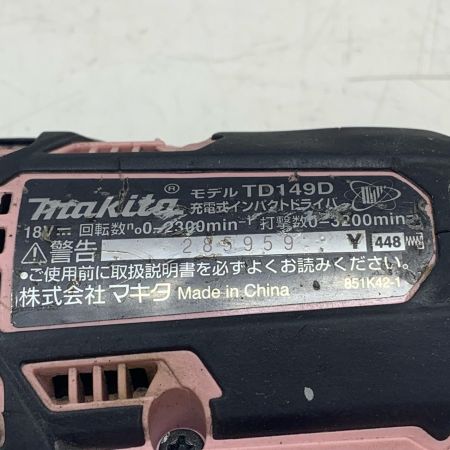 makita® モデル TD149D
充電式インパクトドライバ
18V⎓ 回転数n₀0-2300min⁻¹ 打撃数0-3200min⁻¹
⚠警告 285959 Y 448
●ご使用前に取扱説明書を必ずよくお読みください。
株式会社マキタ Made in China 851K42-1